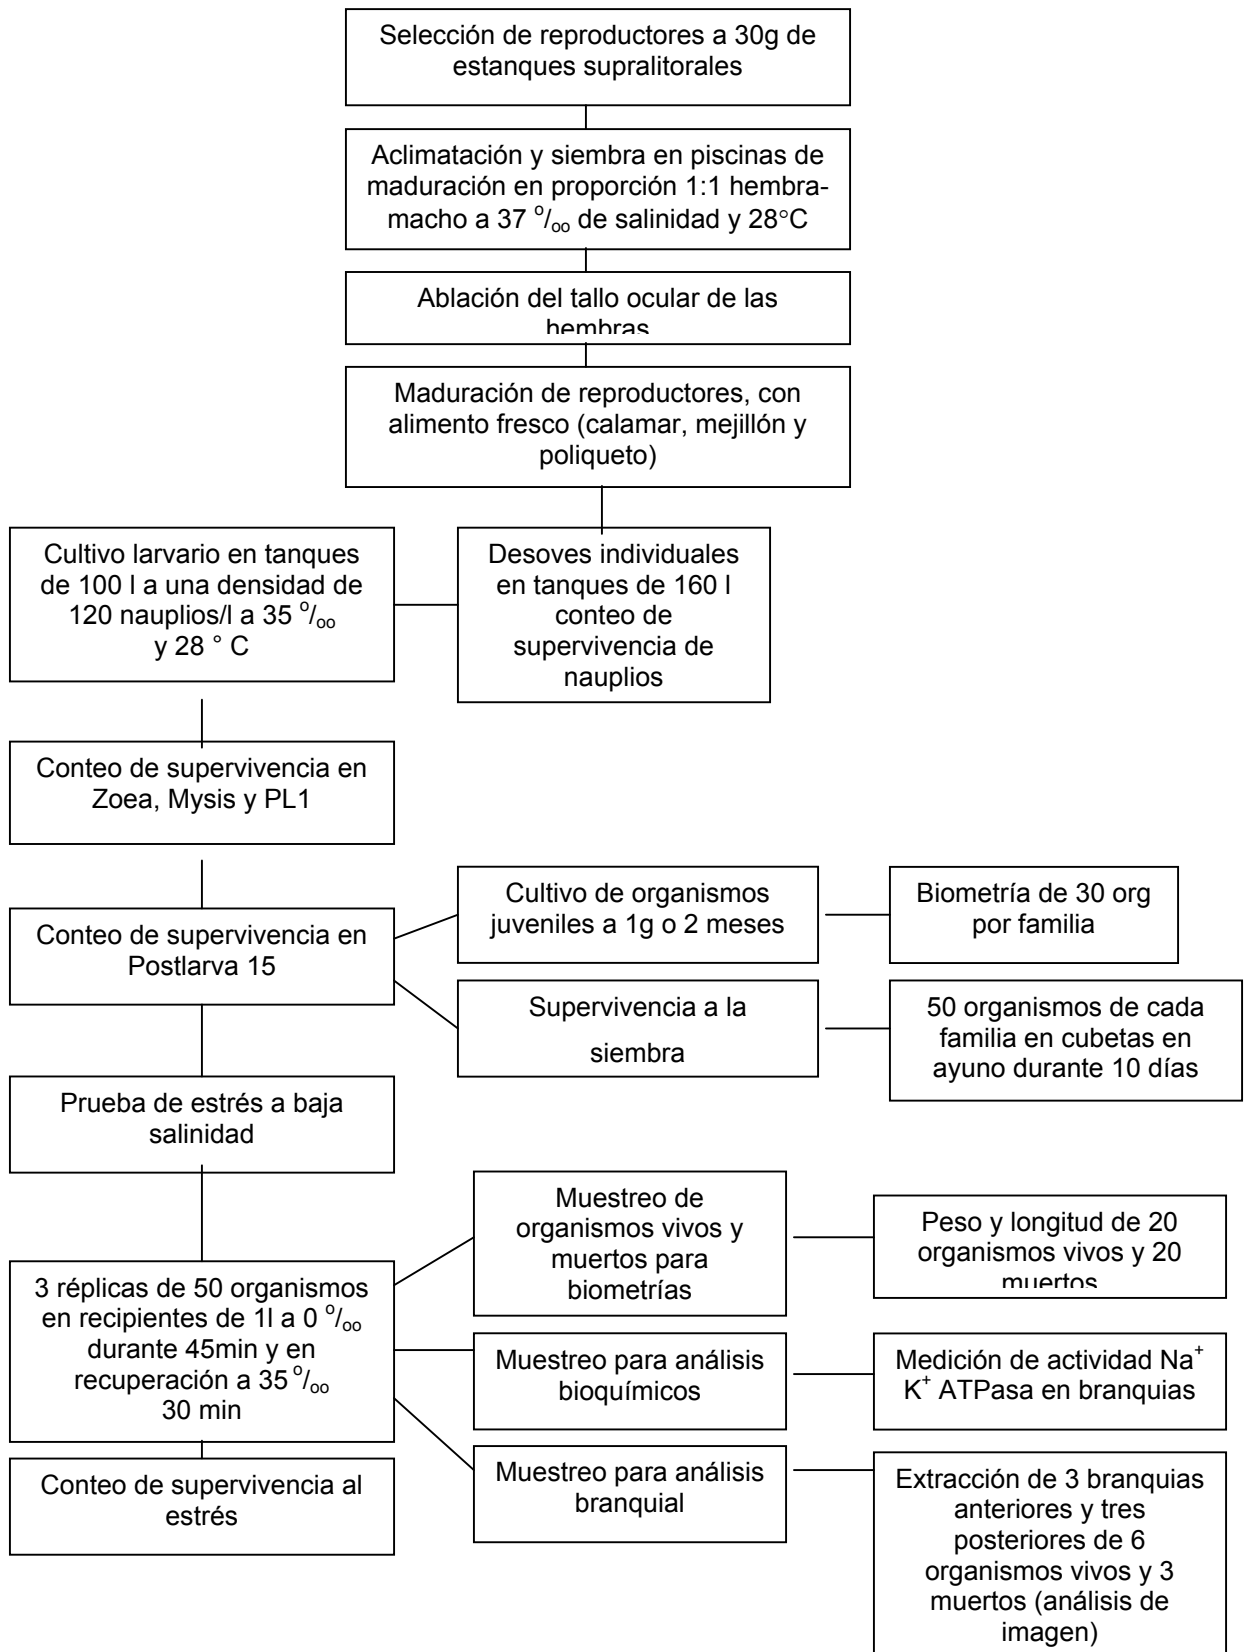 Selección de reproductores a 30g de
estanques supralitorales
Aclimatación y siembra en piscinas de
maduración en proporción 1:1 hembra-
macho a 37 º/oo de salinidad y 28°C
Ablación del tallo ocular de las
hembras
Maduración de reproductores, con
alimento fresco (calamar, mejillón y
poliqueto)
Cultivo larvario en tanques
de 100 l a una densidad de
120 nauplios/l a 35 º/oo
y 28 ° C
Desoves individuales
en tanques de 160 l
conteo de
supervivencia de
nauplios
Conteo de supervivencia en
Zoea, Mysis y PL1
Conteo de supervivencia en
Postlarva 15
Cultivo de organismos
juveniles a 1g o 2 meses
Biometría de 30 org
por familia
Supervivencia a la
siembra
50 organismos de cada
familia en cubetas en
ayuno durante 10 días
Prueba de estrés a baja
salinidad
3 réplicas de 50 organismos
en recipientes de 1l a 0 º/oo
durante 45min y en
recuperación a 35 º/oo
30 min
Muestreo de
organismos vivos y
muertos para
biometrías
Peso y longitud de 20
organismos vivos y 20
muertos
Muestreo para análisis
bioquímicos
Medición de actividad Na+
K+ ATPasa en branquias
Conteo de supervivencia al
estrés
Muestreo para análisis
branquial
Extracción de 3 branquias
anteriores y tres
posteriores de 6
organismos vivos y 3
muertos (análisis de
imagen)